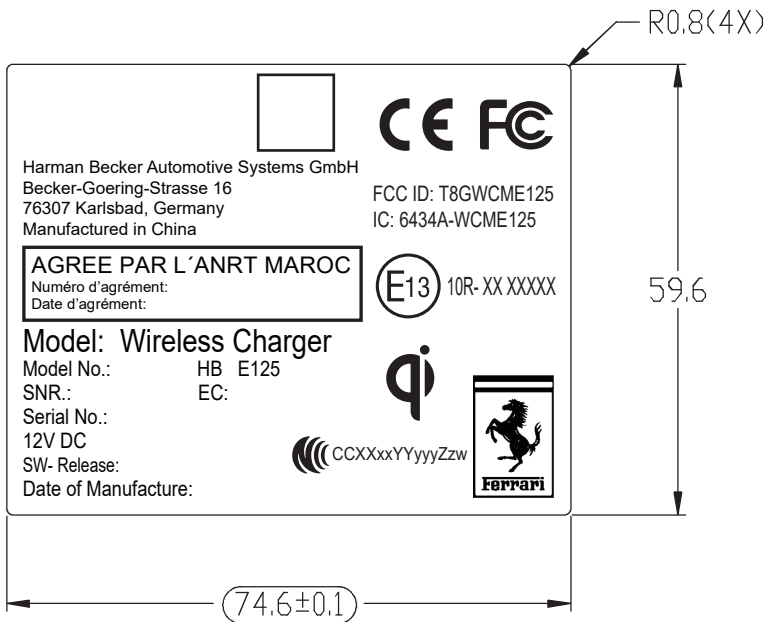 R0.8(4X)
CE FC
Harman Becker Automotive Systems GmbH
Becker-Goering-Strasse 16
76307 Karlsbad, Germany
Manufactured in China
FCC ID: T8GWCME125
IC: 6434A-WCME125
AGREE PAR L´ANRT MAROC
Numéro d'agrément:
Date d'agrément:
E13 10R- XX XXXXX
59.6
Model: Wireless Charger
Model No.: HB E125
SNR.: EC:
Serial No.:
12V DC
SW- Release:
Date of Manufacture:
qi
CCXXxxYYyyyZzw
Ferrari
74.6±0.1